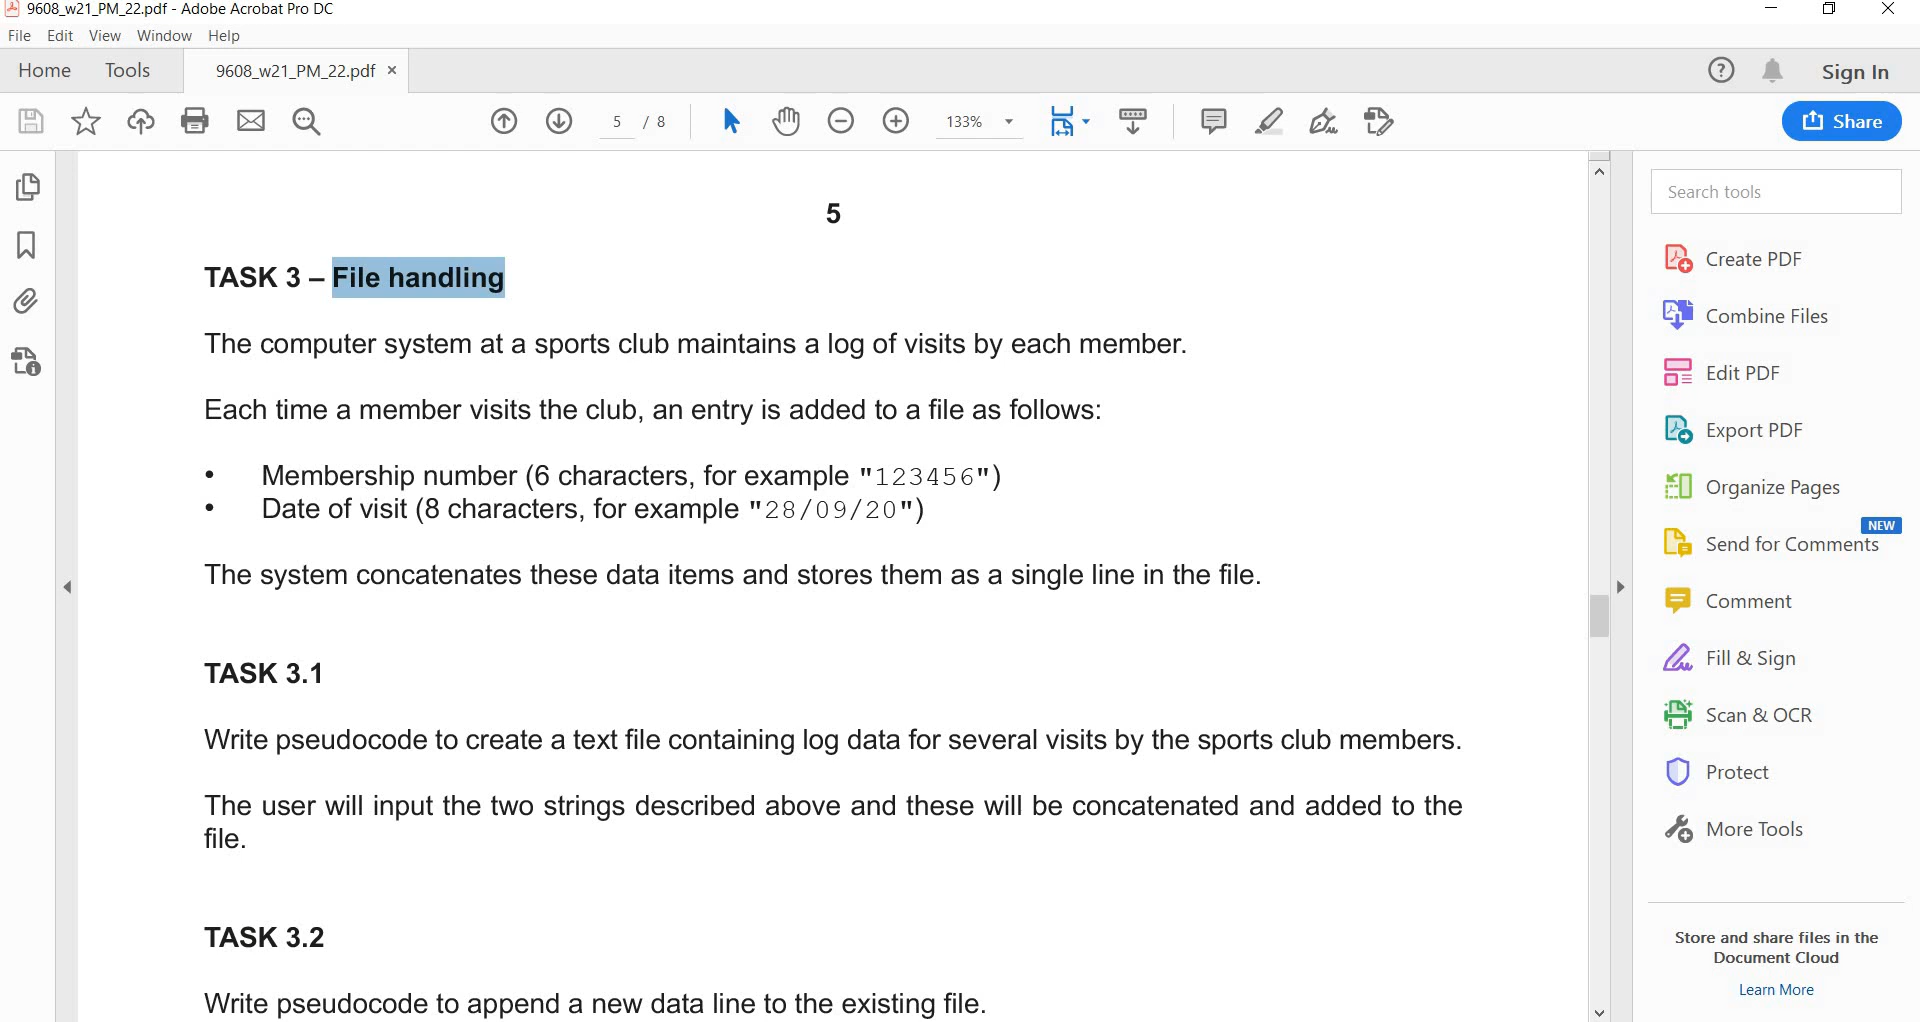 9608_w21_PM_22.pdf - Adobe Acrobat Pro DC
File Edit View Window Help
Home Tools 9608_w21_PM_22.pdf × Sign In
5 / 8 133% Share
5
TASK 3 – File handling
The computer system at a sports club maintains a log of visits by each member.
Each time a member visits the club, an entry is added to a file as follows:
• Membership number (6 characters, for example "123456")
• Date of visit (8 characters, for example "28/09/20")
The system concatenates these data items and stores them as a single line in the file.
TASK 3.1
Write pseudocode to create a text file containing log data for several visits by the sports club members.
The user will input the two strings described above and these will be concatenated and added to the
file.
TASK 3.2
Write pseudocode to append a new data line to the existing file.
Search tools
Create PDF
Combine Files
Edit PDF
Export PDF
Organize Pages
NEW
Send for Comments
Comment
Fill & Sign
Scan & OCR
Protect
More Tools
Store and share files in the
Document Cloud
Learn More